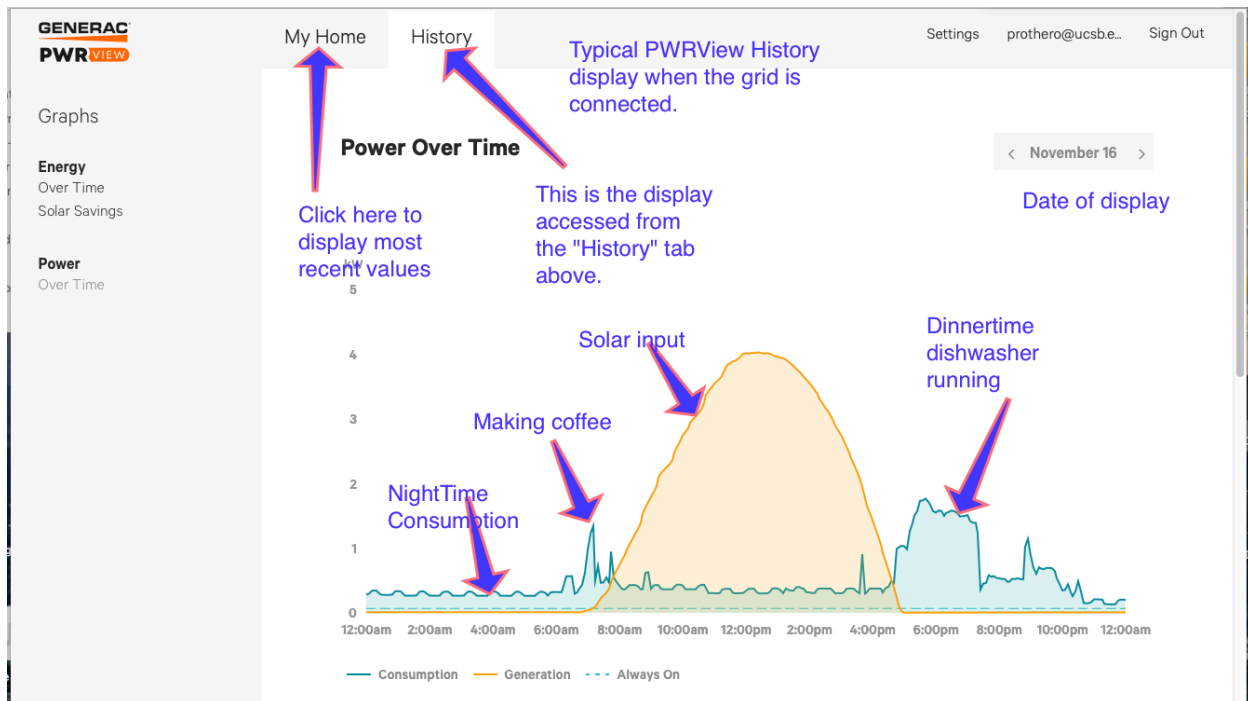 GENERAC
PWRVIEW
My Home
History
Settings
prothero@ucsb.e...
Sign Out
Typical PWRView History
display when the grid is
connected.
Graphs
Energy
Over Time
Solar Savings
Power
Over Time
Power Over Time
< November 16 >
Date of display
Click here to
display most
recent values
This is the display
accessed from
the "History" tab
above.
kW
5
4
3
2
1
0
Solar input
Dinnertime
dishwasher
running
Making coffee
NightTime
Consumption
12:00am 2:00am 4:00am 6:00am 8:00am 10:00am 12:00pm 2:00pm 4:00pm 6:00pm 8:00pm 10:00pm 12:00am
Consumption Generation Always On